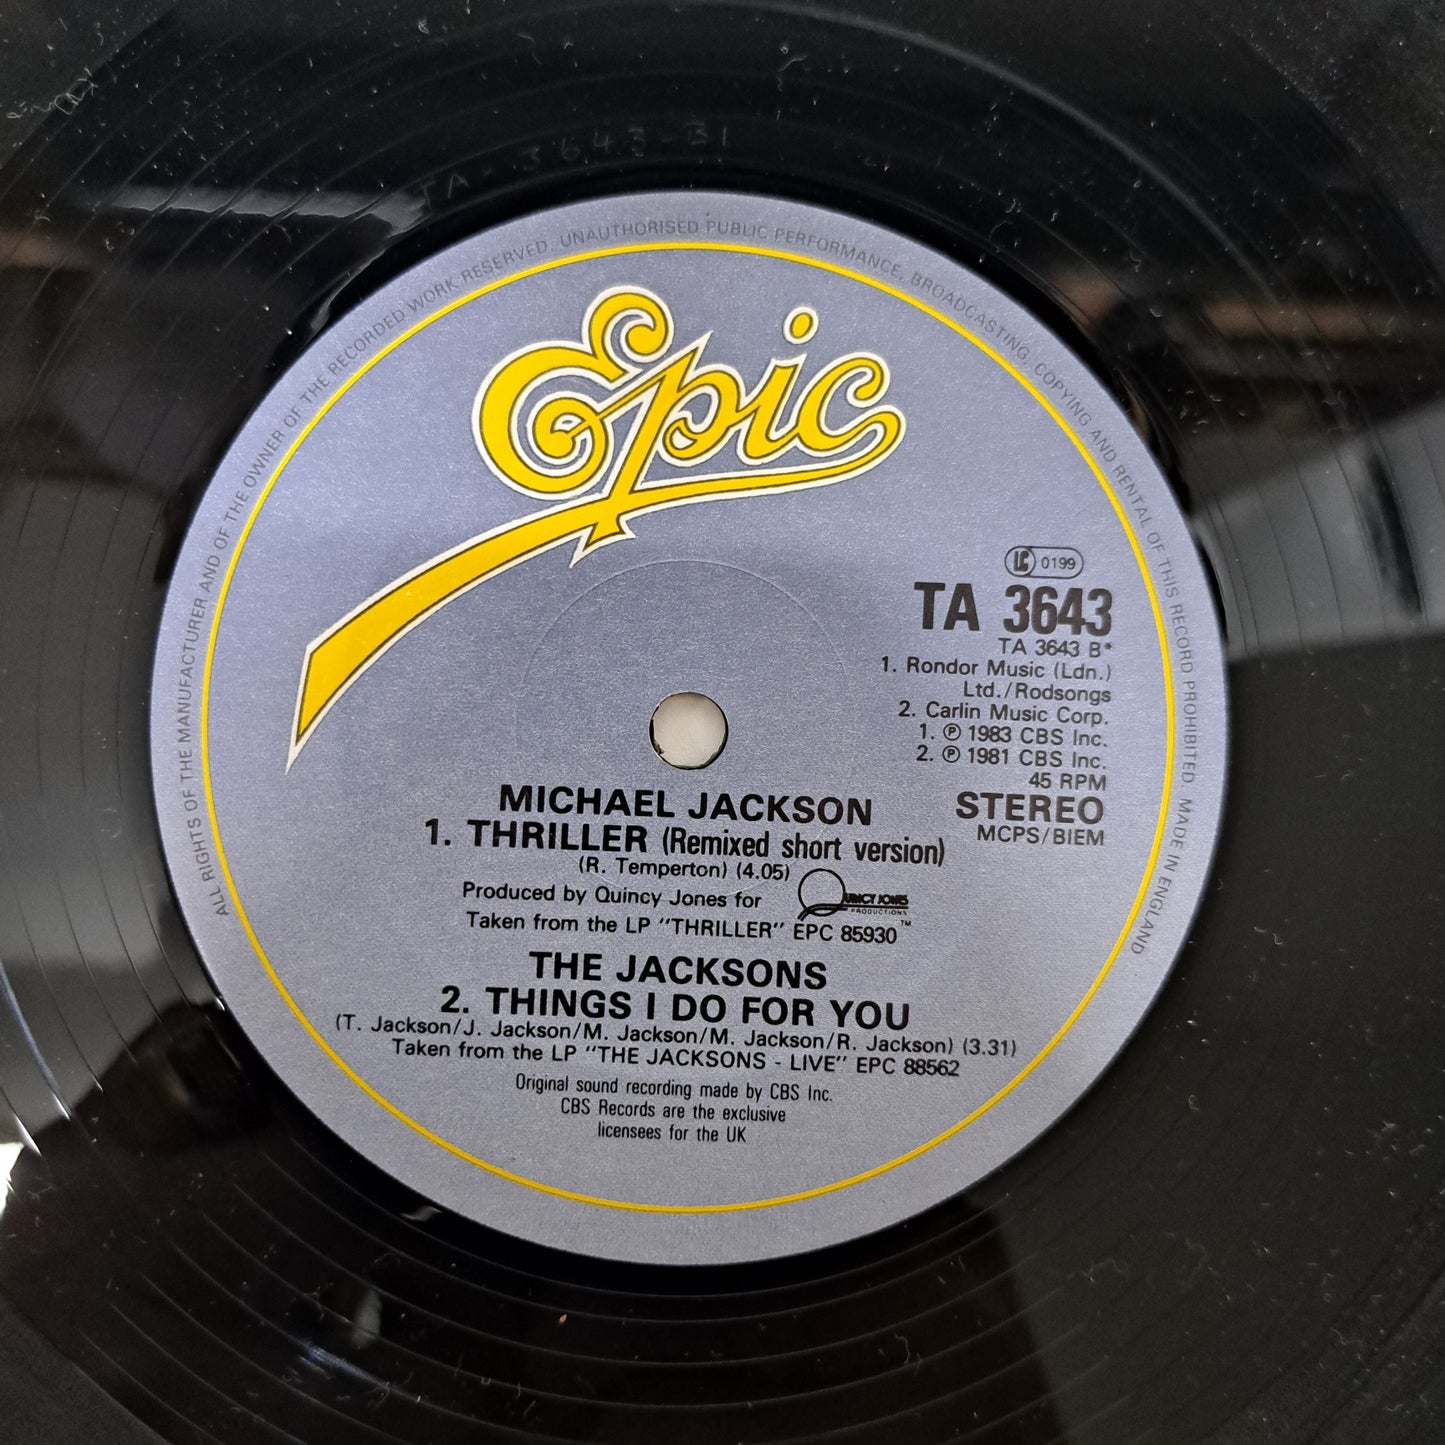 TA - 3643-B1
ALL RIGHTS OF THE MANUFACTURER AND OF THE OWNER OF THE RECORDED WORK RESERVED. UNAUTHORISED PUBLIC PERFORMANCE, BROADCASTING, COPYING AND RENTAL OF THIS RECORD PROHIBITED. MADE IN ENGLAND
Epic
LC 0199
TA 3643
TA 3643 B*
1. Rondor Music (Ldn.)
Ltd./Rodsongs
2. Carlin Music Corp.
1. ℗ 1983 CBS Inc.
2. ℗ 1981 CBS Inc.
45 RPM
STEREO
MCPS/BIEM
MICHAEL JACKSON
1. THRILLER (Remixed short version)
(R. Temperton) (4.05)
Produced by Quincy Jones for QUINCY JONES
PRODUCTIONS™
Taken from the LP "THRILLER" EPC 85930
THE JACKSONS
2. THINGS I DO FOR YOU
(T. Jackson/J. Jackson/M. Jackson/M. Jackson/R. Jackson) (3.31)
Taken from the LP "THE JACKSONS - LIVE" EPC 88562
Original sound recording made by CBS Inc.
CBS Records are the exclusive
licensees for the UK